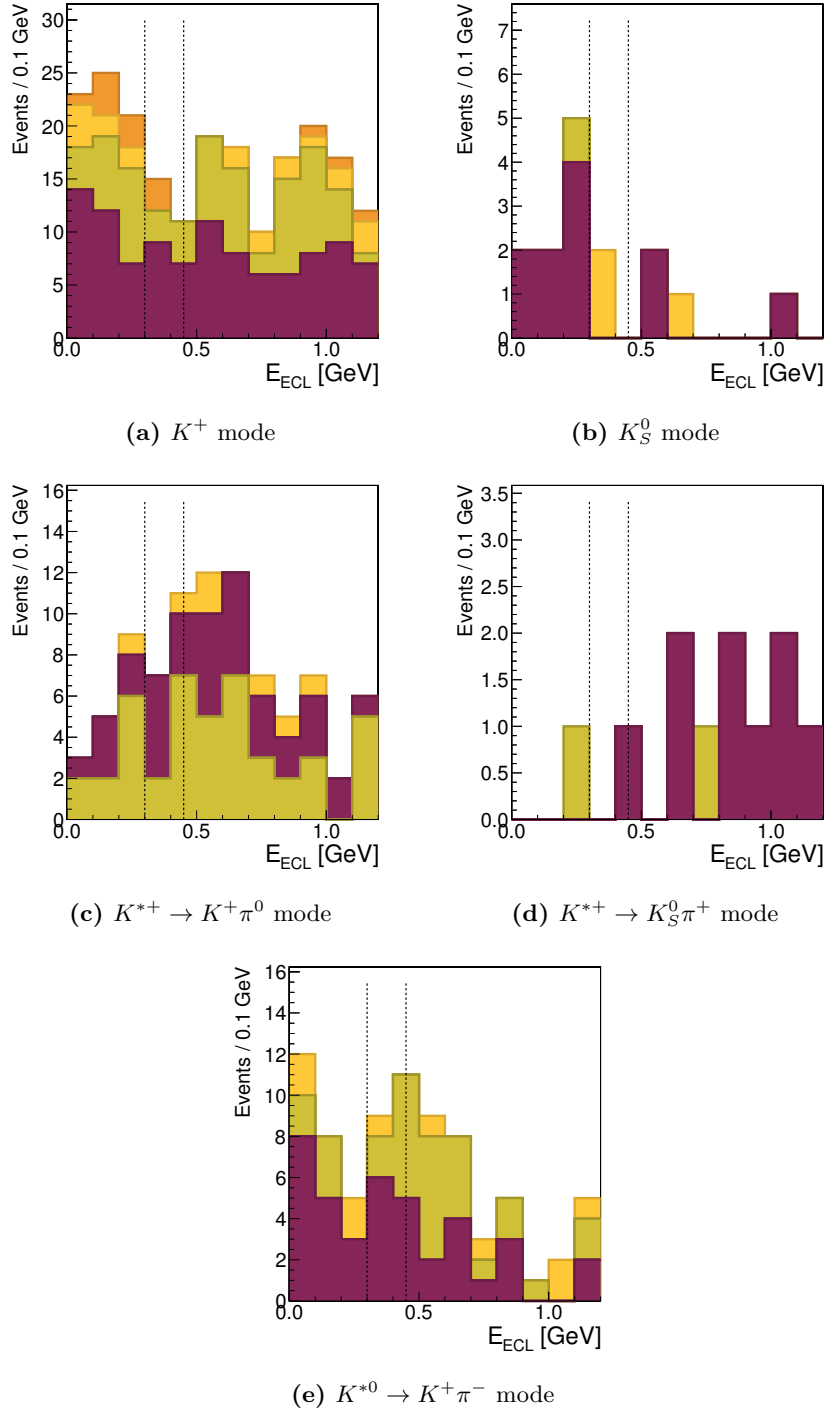 Events / 0.1 GeV
30
25
20
15
10
5
0
0.0 0.5 1.0
E_ECL [GeV]
(a) K⁺ mode
Events / 0.1 GeV
7
6
5
4
3
2
1
0
0.0 0.5 1.0
E_ECL [GeV]
(b) K_S^0 mode
Events / 0.1 GeV
16
14
12
10
8
6
4
2
0
0.0 0.5 1.0
E_ECL [GeV]
(c) K*⁺ → K⁺π⁰ mode
Events / 0.1 GeV
3.5
3.0
2.5
2.0
1.5
1.0
0.5
0.0
0.0 0.5 1.0
E_ECL [GeV]
(d) K*⁺ → K_S^0 π⁺ mode
Events / 0.1 GeV
16
14
12
10
8
6
4
2
0
0.0 0.5 1.0
E_ECL [GeV]
(e) K*⁰ → K⁺π⁻ mode